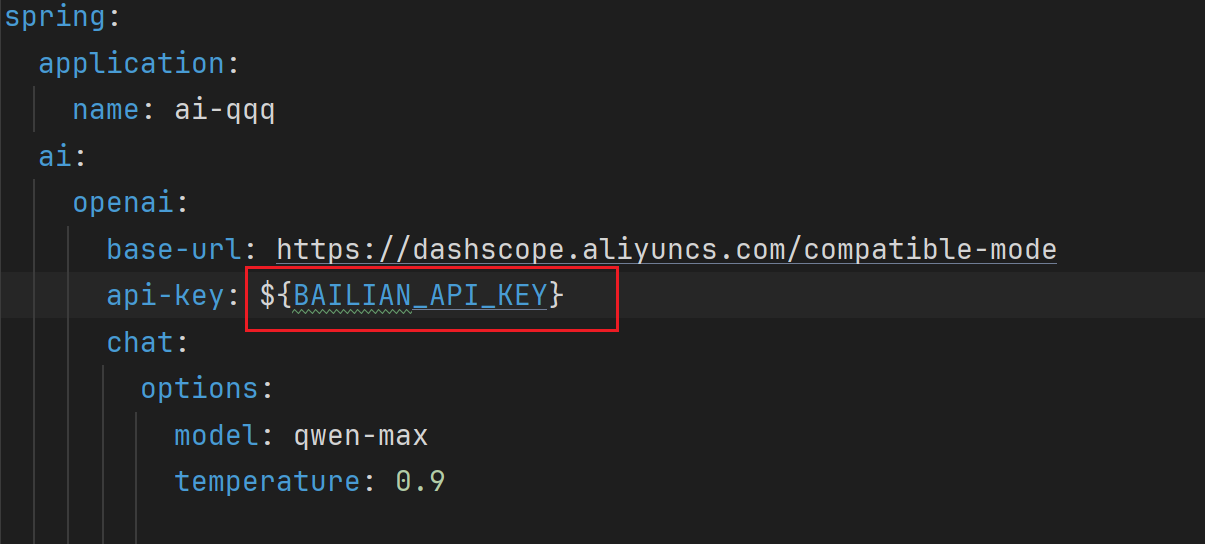 spring:
  application:
    name: ai-qqq
  ai:
    openai:
      base-url: https://dashscope.aliyuncs.com/compatible-mode
      api-key: ${BAILIAN_API_KEY}
      chat:
        options:
          model: qwen-max
          temperature: 0.9